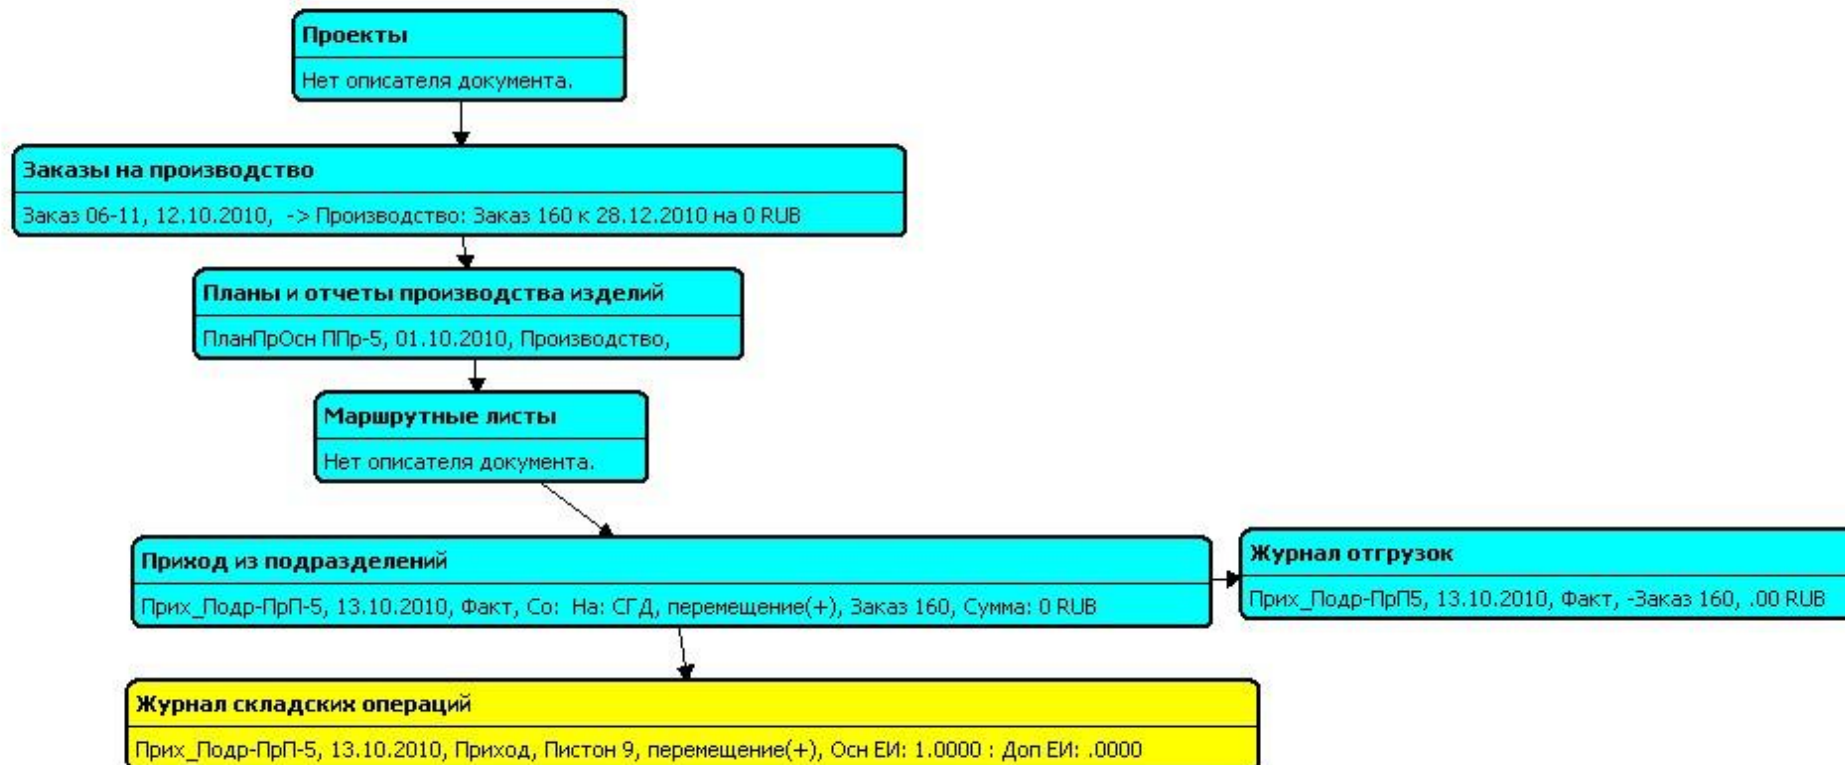 Проекты
Нет описателя документа.
Заказы на производство
Заказ 06-11, 12.10.2010,  -> Производство: Заказ 160 к 28.12.2010 на 0 RUB
Планы и отчеты производства изделий
ПланПрОсн ППр-5, 01.10.2010, Производство,
Маршрутные листы
Нет описателя документа.
Приход из подразделений
Прих_Подр-ПрП-5, 13.10.2010, Факт, Со:  На: СГД, перемещение(+), Заказ 160, Сумма: 0 RUB
Журнал отгрузок
Прих_Подр-ПрП5, 13.10.2010, Факт, -Заказ 160, .00 RUB
Журнал складских операций
Прих_Подр-ПрП-5, 13.10.2010, Приход, Пистон 9, перемещение(+), Осн ЕИ: 1.0000 : Доп ЕИ: .0000